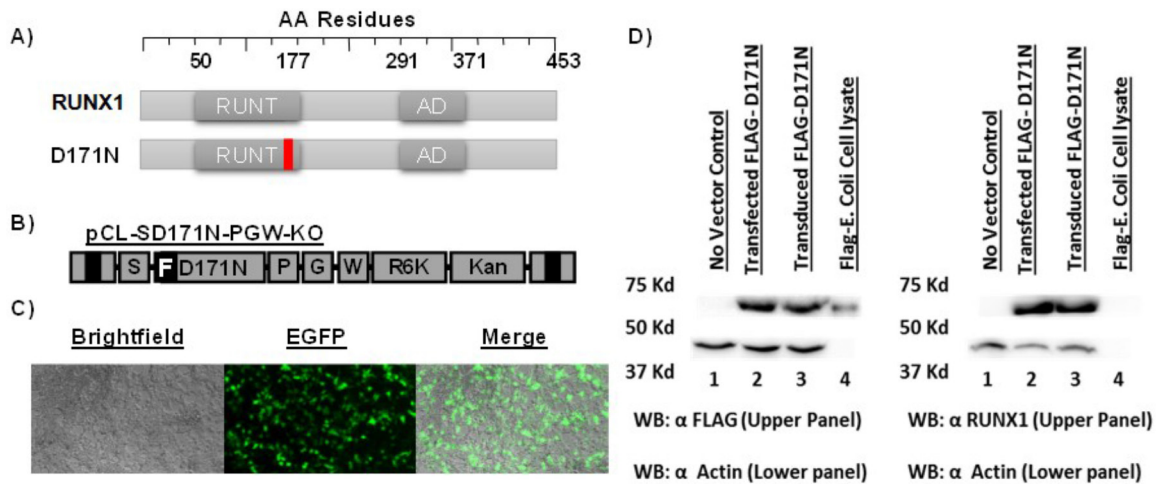 A)
AA Residues
50 177 291 371 453
RUNX1
RUNT AD
D171N
RUNT AD
B)
pCL-SD171N-PGW-KO
S F D171N P G W R6K Kan
C)
Brightfield EGFP Merge
D)
No Vector Control
Transfected FLAG- D171N
Transduced FLAG-D171N
Flag-E. Coli Cell lysate
75 Kd
50 Kd
37 Kd
1 2 3 4
WB: α FLAG (Upper Panel)
WB: α Actin (Lower panel)
No Vector Control
Transfected FLAG- D171N
Transduced FLAG-D171N
Flag-E. Coli Cell lysate
75 Kd
50 Kd
37 Kd
1 2 3 4
WB: α RUNX1 (Upper Panel)
WB: α Actin (Lower panel)